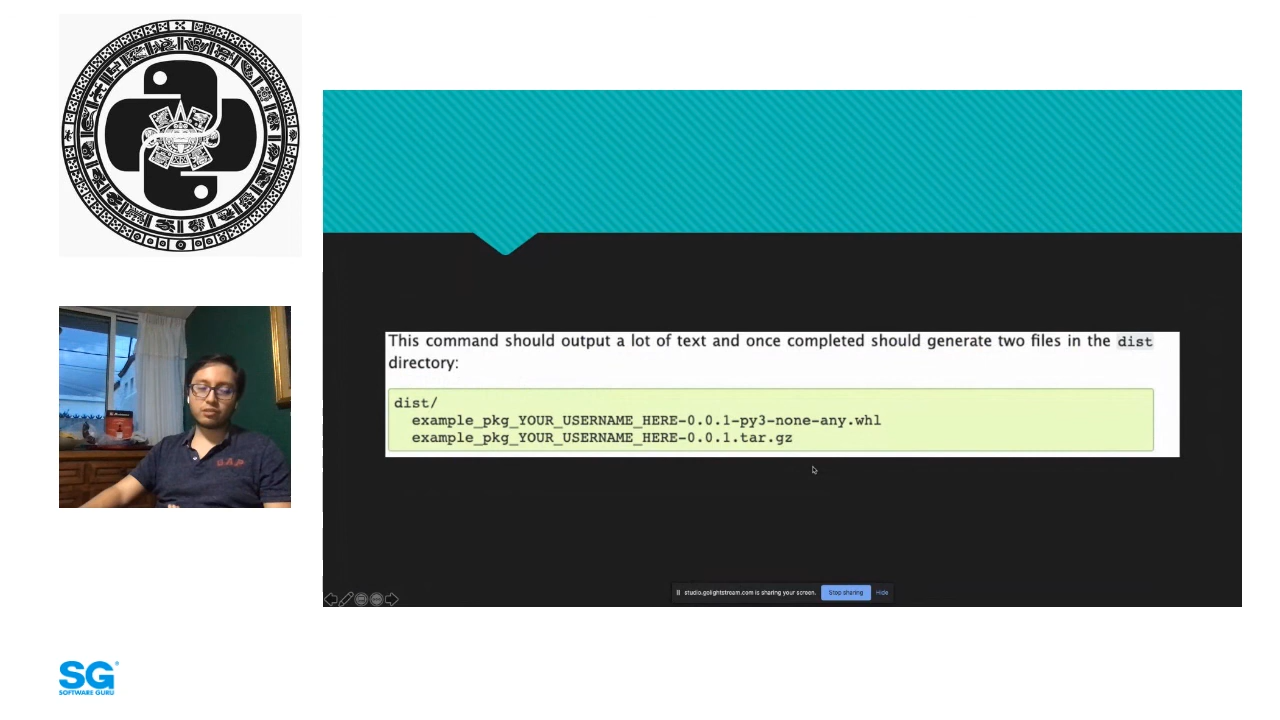 This command should output a lot of text and once completed should generate two files in the dist
directory:
dist/
example_pkg_YOUR_USERNAME_HERE-0.0.1-py3-none-any.whl
example_pkg_YOUR_USERNAME_HERE-0.0.1.tar.gz
GAP
studio.golightstream.com is sharing your screen.
Stop sharing
Hide
SG®
SOFTWARE GURU